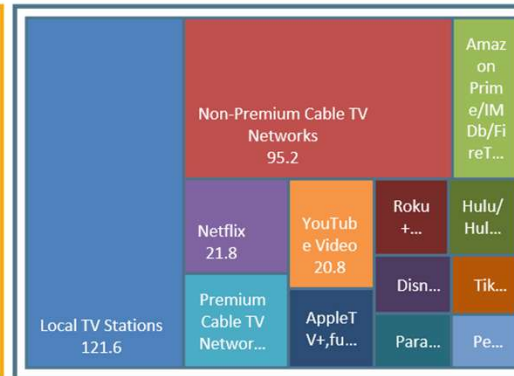 Local TV Stations
121.6
Non-Premium Cable TV
Networks
95.2
Amaz
on
Prim
e/IM
Db/Fi
reT...
Netflix
21.8
YouTub
e Video
20.8
Roku
+...
Hulu/
Hul...
Premium
Cable TV
Networ...
AppleT
V+,fu...
Disn...
Tik...
Para...
Pe...